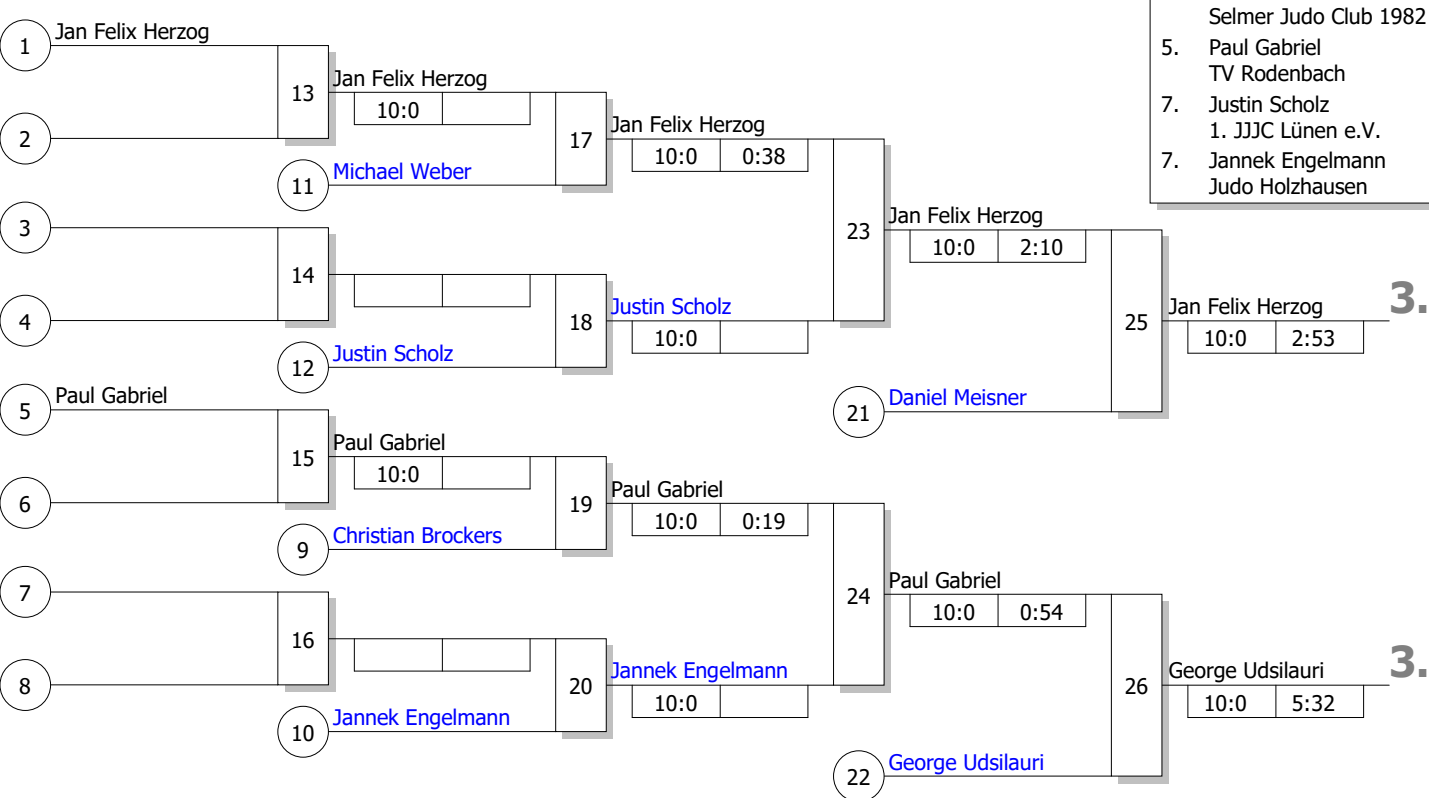 Selmer Judo Club 1982
5. Paul Gabriel
TV Rodenbach
7. Justin Scholz
1. JJJC Lünen e.V.
7. Jannek Engelmann
Judo Holzhausen
1 Jan Felix Herzog
2
13 Jan Felix Herzog
10:0
11 Michael Weber
17 Jan Felix Herzog
10:0 0:38
3
4
14
12 Justin Scholz
18 Justin Scholz
10:0
23 Jan Felix Herzog
10:0 2:10
21 Daniel Meisner
25 Jan Felix Herzog 3.
10:0 2:53
5 Paul Gabriel
6
15 Paul Gabriel
10:0
9 Christian Brockers
19 Paul Gabriel
10:0 0:19
7
8
16
10 Jannek Engelmann
20 Jannek Engelmann
10:0
24 Paul Gabriel
10:0 0:54
22 George Udsilauri
26 George Udsilauri 3.
10:0 5:32